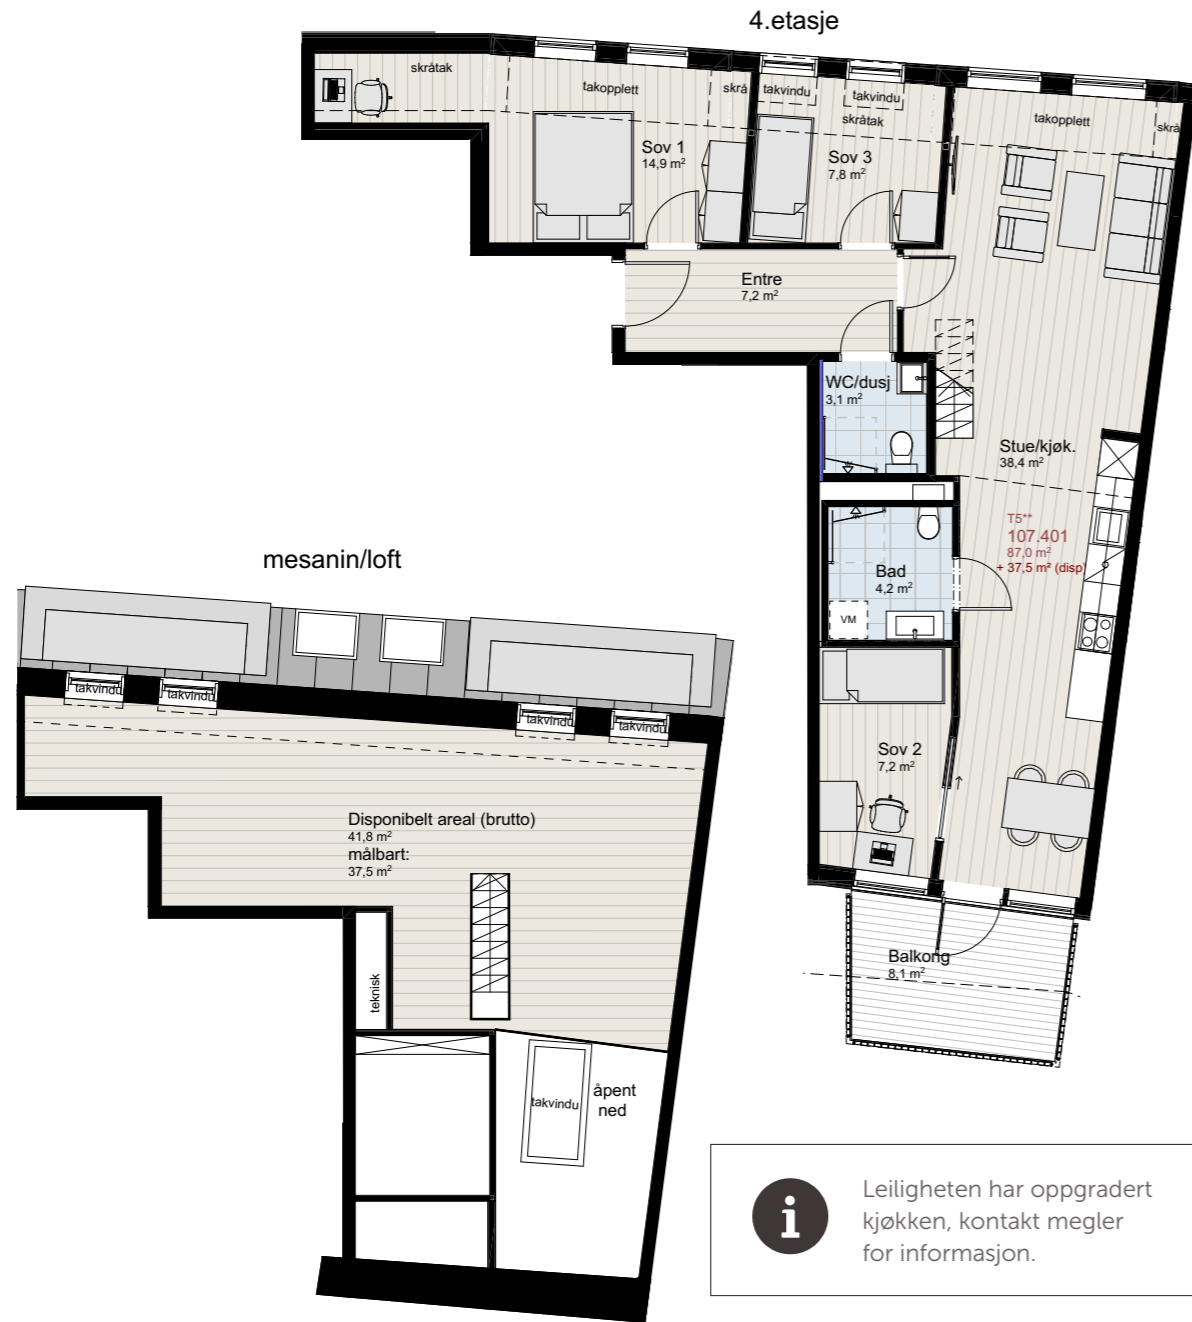 4.etasje
skråtak
takopplett
skrå
takvindu
takvindu
skråtak
takopplett
skrå
Sov 1
14,9 m²
Sov 3
7,8 m²
Entre
7,2 m²
WC/dusj
3,1 m²
Stue/kjøk.
38,4 m²
T5**
107.401
87,0 m²
+ 37,5 m² (disp)
Bad
4,2 m²
VM
Sov 2
7,2 m²
Balkong
8,1 m²
mesanin/loft
takvindu
takvindu
takvindu
takvindu
Disponibelt areal (brutto)
41,8 m²
målbart:
37,5 m²
teknisk
takvindu
åpent
ned
i
Leiligheten har oppgradert
kjøkken, kontakt megler
for informasjon.